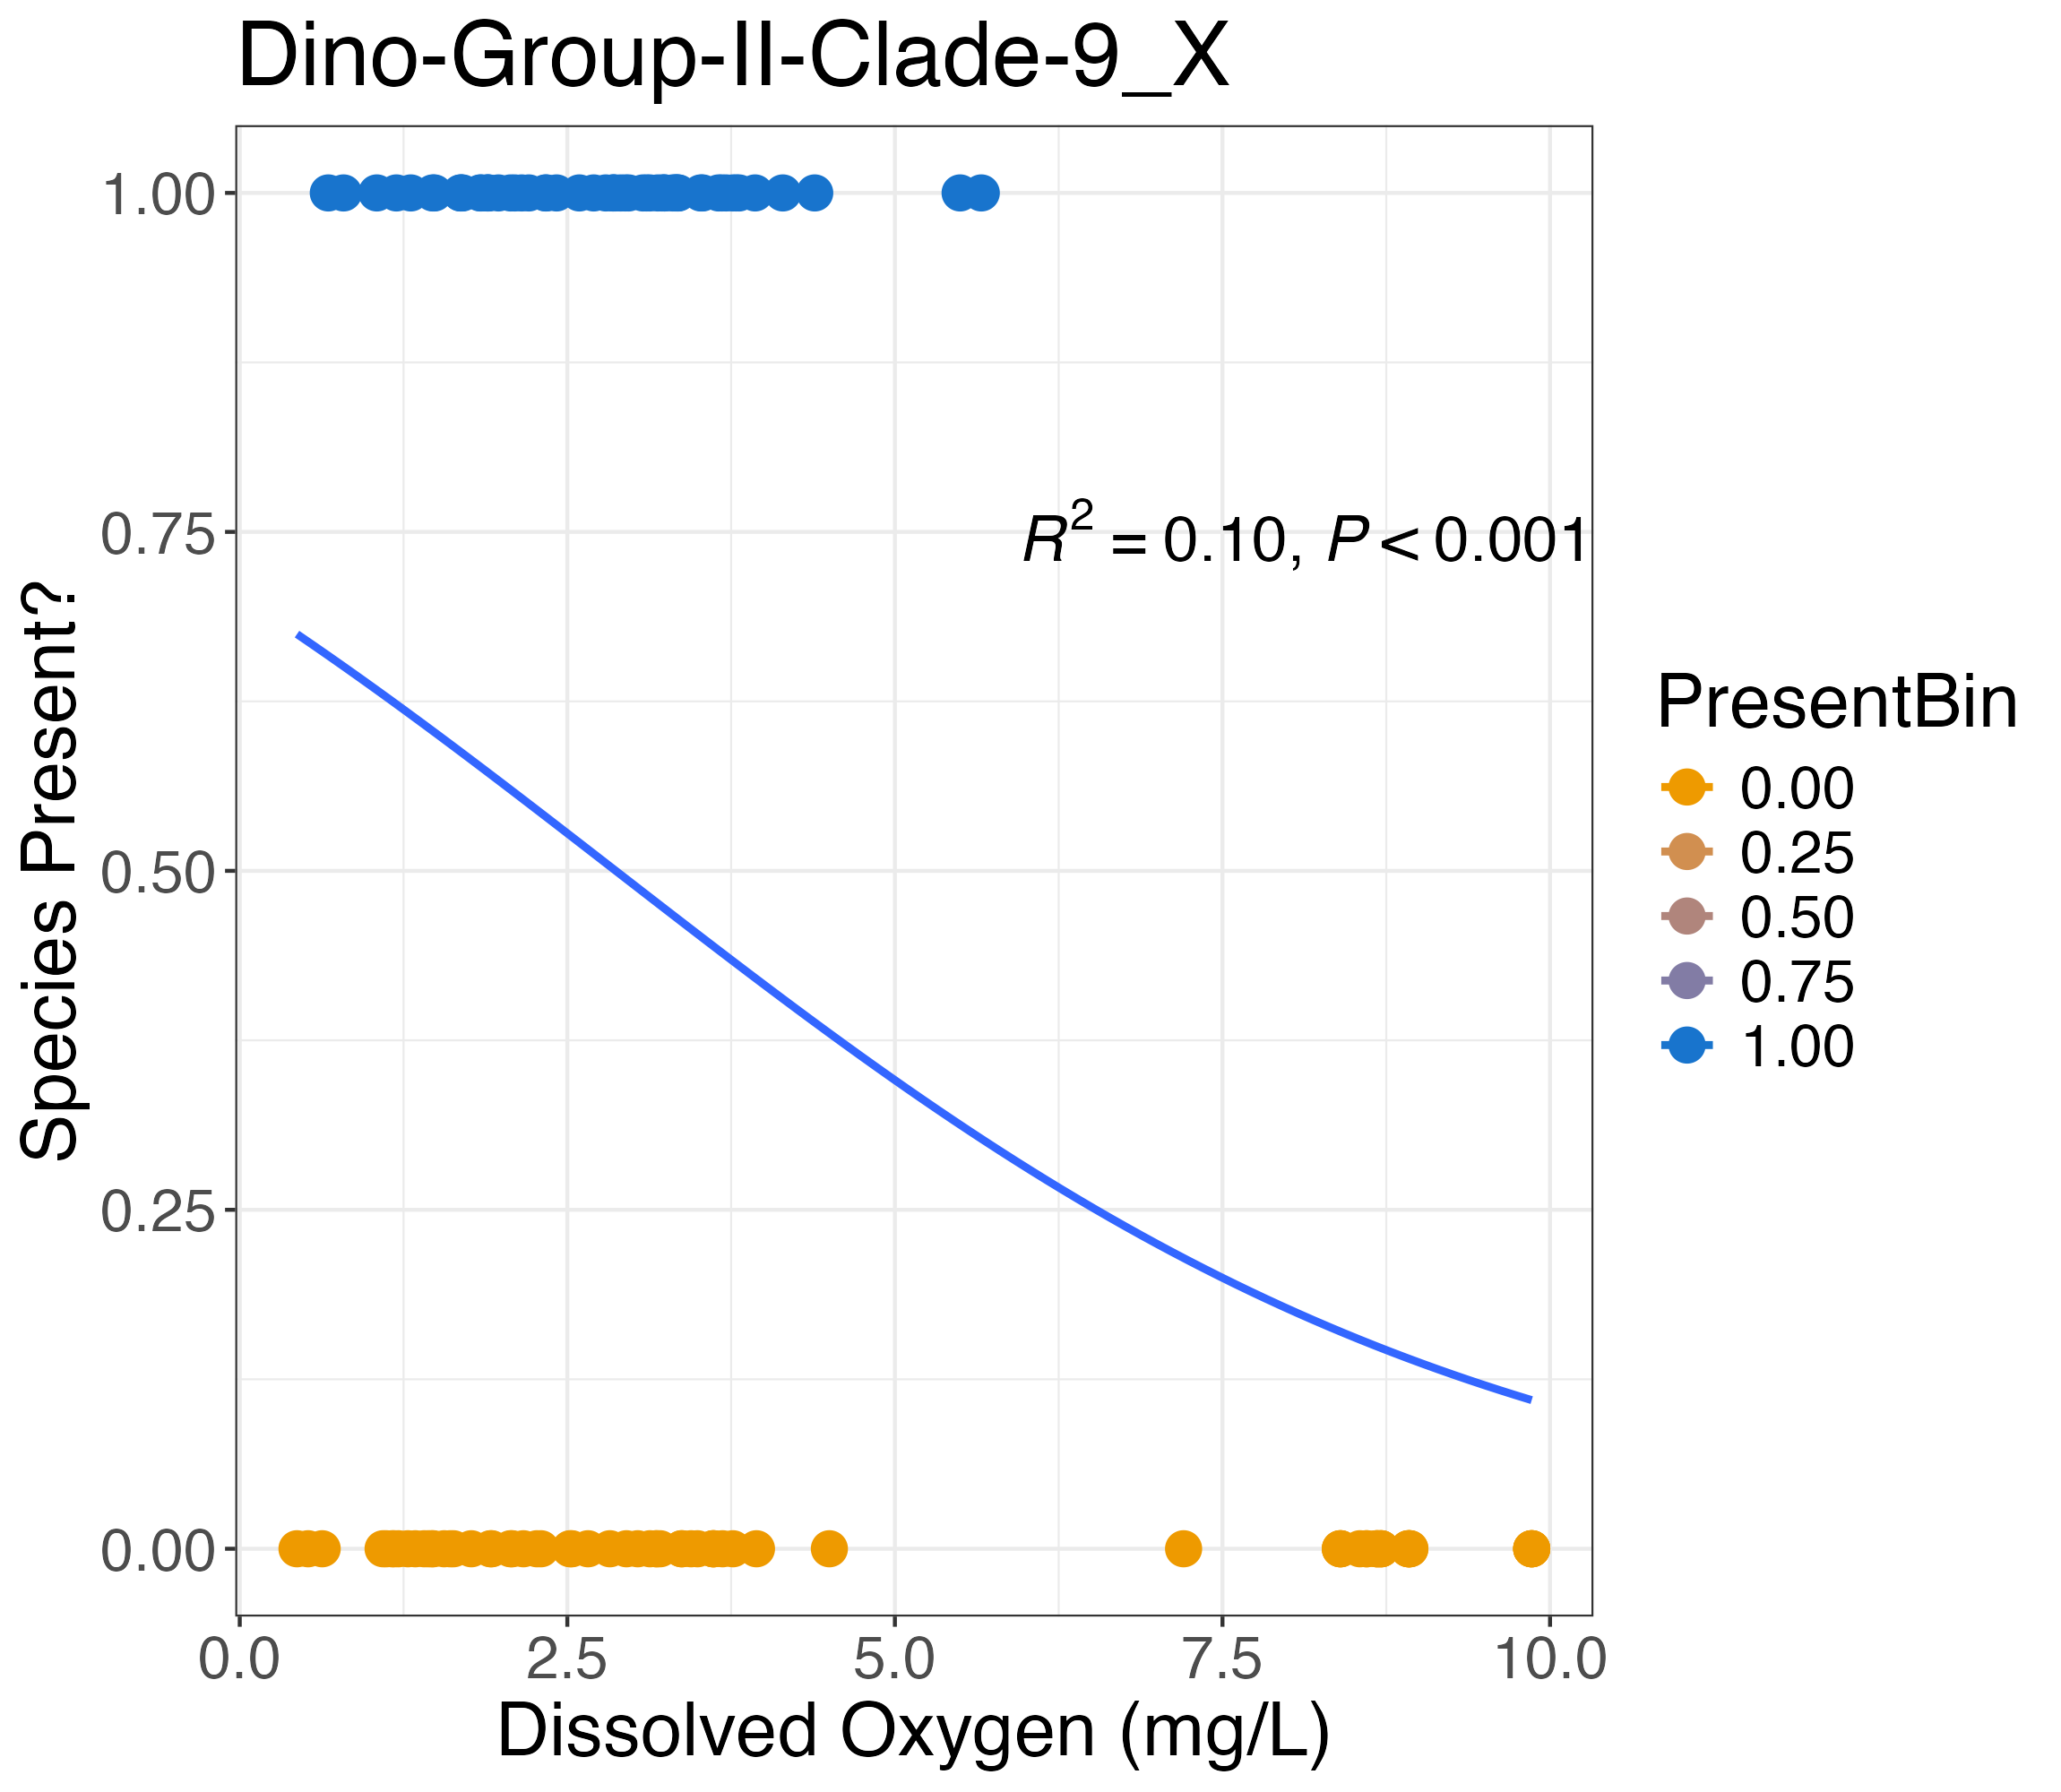 Dino-Group-II-Clade-9_X
Species Present?
1.00
0.75
0.50
0.25
0.00
R² = 0.10, P < 0.001
0.0 2.5 5.0 7.5 10.0
Dissolved Oxygen (mg/L)
PresentBin
0.00
0.25
0.50
0.75
1.00